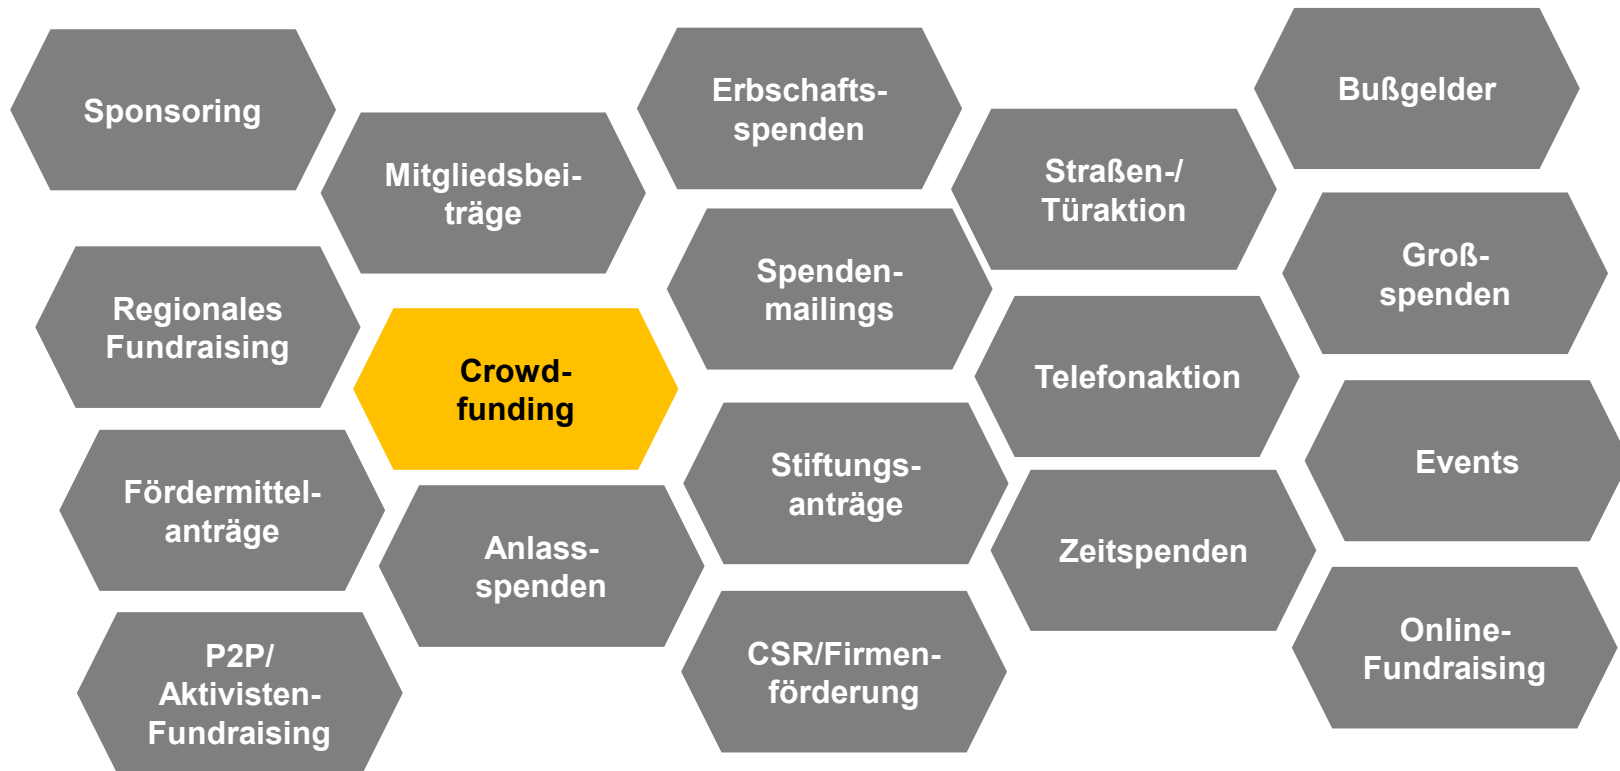 Sponsoring
Regionales
Fundraising
Fördermittel-
anträge
P2P/
Aktivisten-
Fundraising
Mitgliedsbei-
träge
Crowd-
funding
Anlass-
spenden
Erbschafts-
spenden
Spenden-
mailings
Stiftungs-
anträge
CSR/Firmen-
förderung
Straßen-/
Türaktion
Telefonaktion
Zeitspenden
Bußgelder
Groß-
spenden
Events
Online-
Fundraising